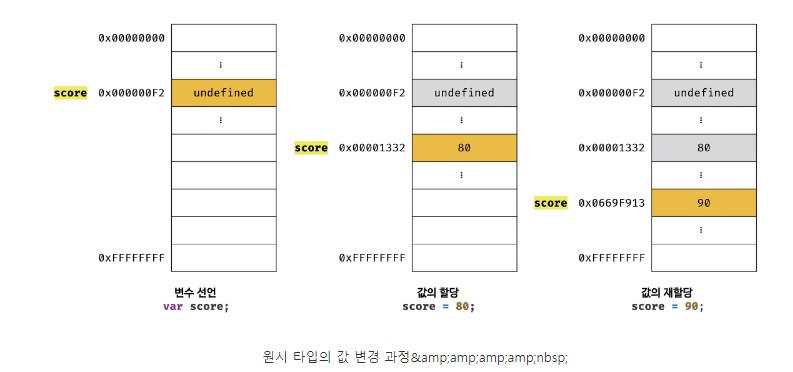 0x00000000
⋮
score 0x000000F2 undefined
⋮
0xFFFFFFFF
변수 선언
var score;
0x00000000
⋮
0x000000F2 undefined
⋮
score 0x00001332 80
⋮
0xFFFFFFFF
값의 할당
score = 80;
0x00000000
⋮
0x000000F2 undefined
⋮
0x00001332 80
⋮
score 0x0669F913 90
⋮
0xFFFFFFFF
값의 재할당
score = 90;
원시 타입의 값 변경 과정&amp;amp;amp;amp;nbsp;